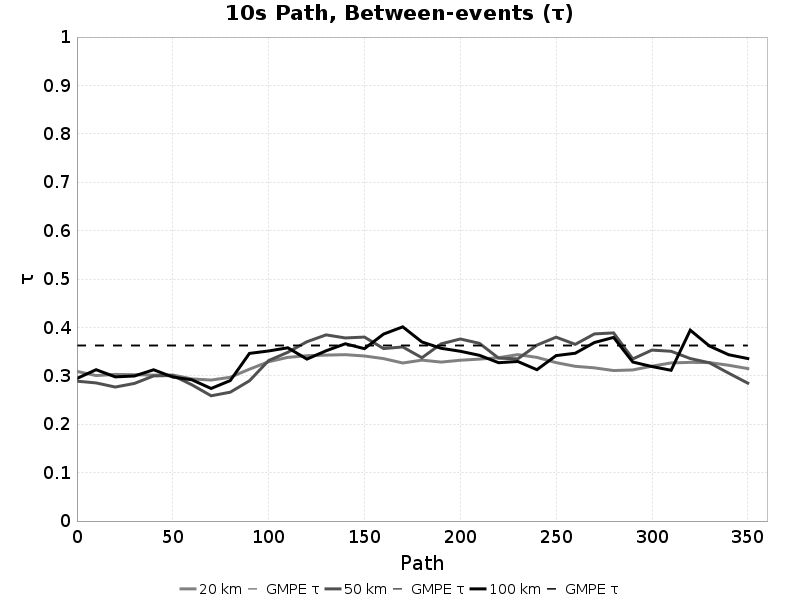 10s Path, Between-events (τ)
1
0.9
0.8
0.7
0.6
0.5
τ
0.4
0.3
0.2
0.1
0
0 50 100 150 200 250 300 350
Path
20 km GMPE τ 50 km GMPE τ 100 km GMPE τ